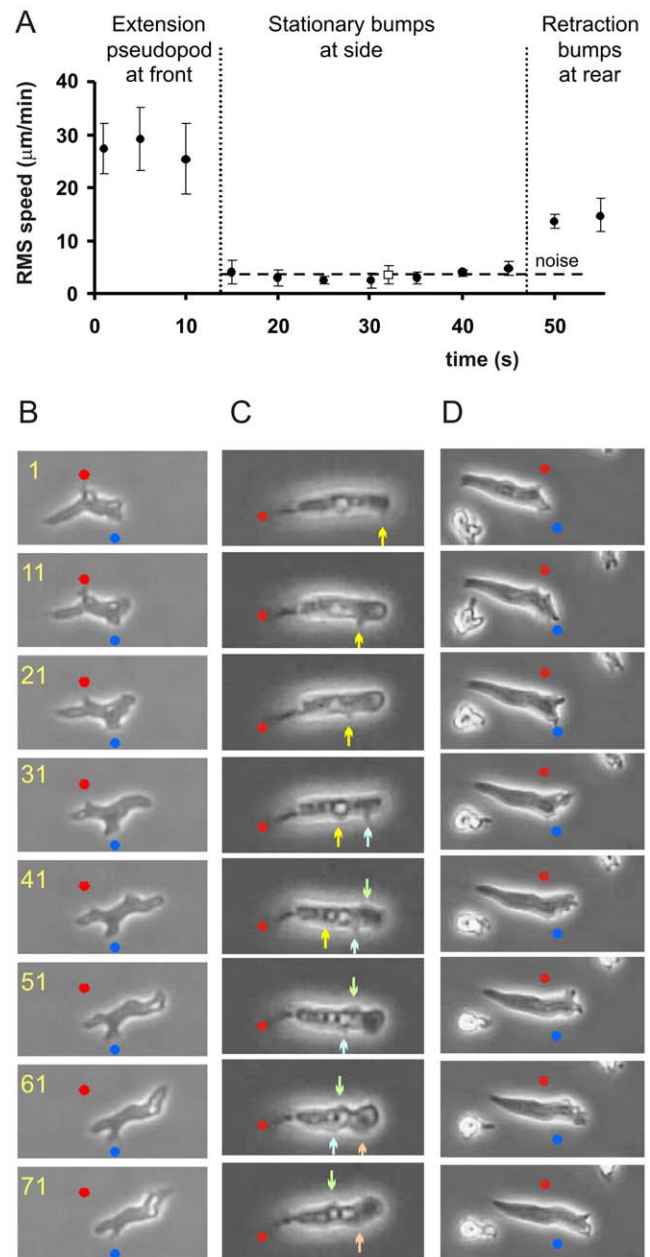 A
Extension
pseudopod
at front
Stationary bumps
at side
Retraction
bumps
at rear
RMS speed (μm/min)
40
30
20
10
0
noise
0 10 20 30 40 50
time (s)
B C D
1
11
21
31
41
51
61
71